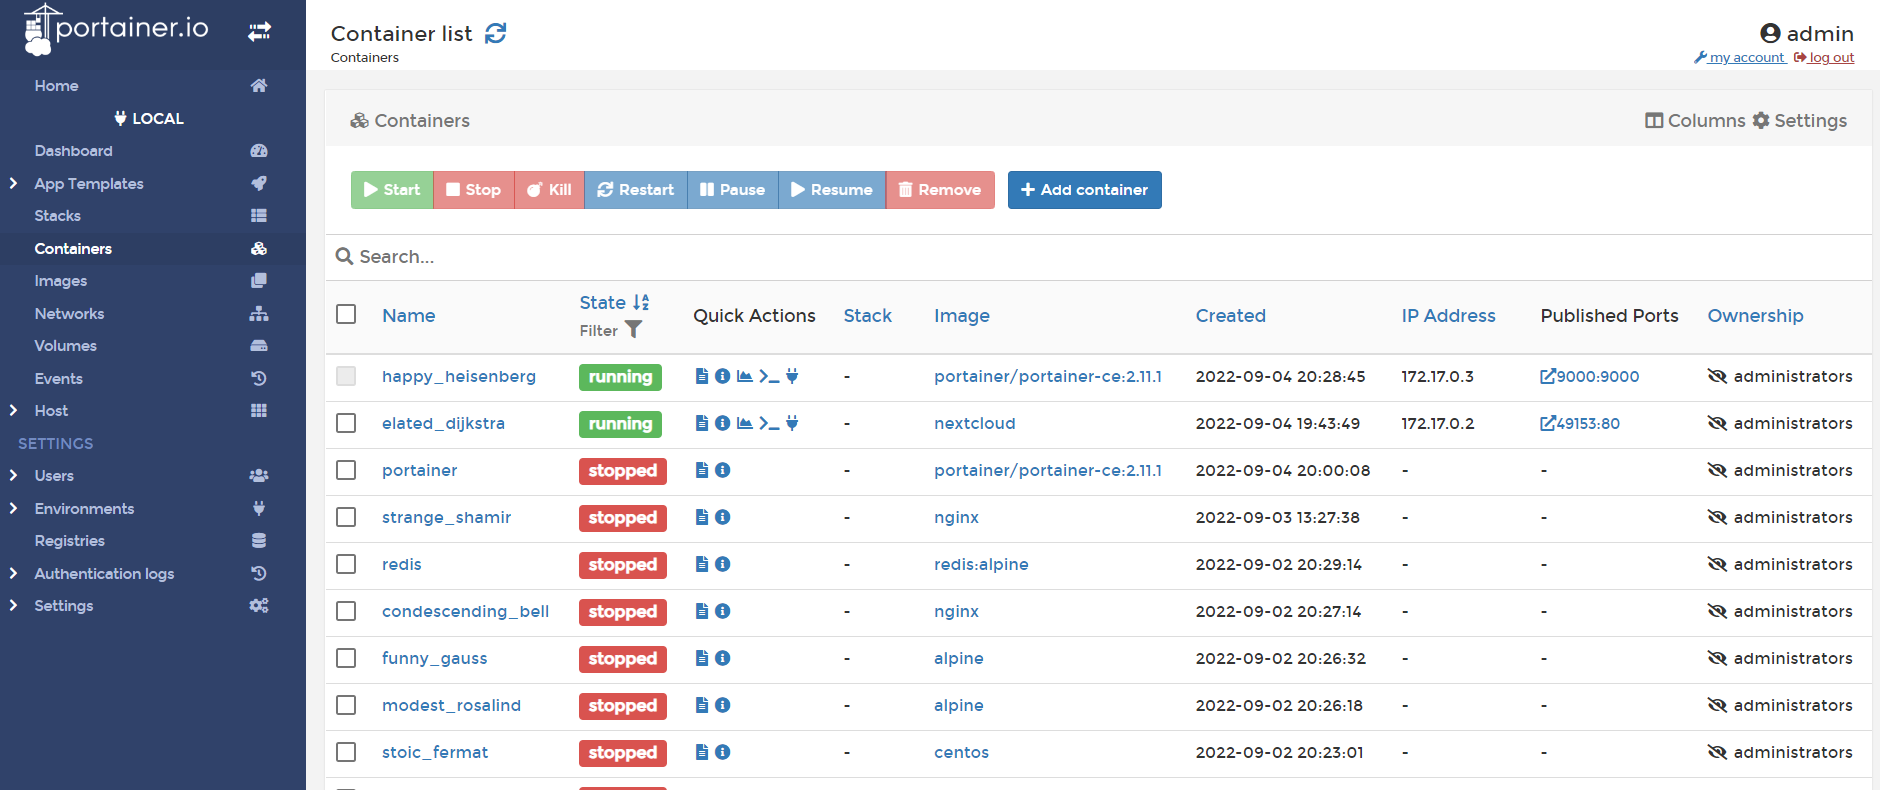 portainer.io
Home
LOCAL
Dashboard
App Templates
Stacks
Containers
Images
Networks
Volumes
Events
Host
SETTINGS
Users
Environments
Registries
Authentication logs
Settings
Container list
Containers
admin
my account log out
Containers
Columns Settings
Start Stop Kill Restart Pause Resume Remove Add container
Search...
Name State Filter Quick Actions Stack Image Created IP Address Published Ports Ownership
happy_heisenberg running - portainer/portainer-ce:2.11.1 2022-09-04 20:28:45 172.17.0.3 9000:9000 administrators
elated_dijkstra running - nextcloud 2022-09-04 19:43:49 172.17.0.2 49153:80 administrators
portainer stopped - portainer/portainer-ce:2.11.1 2022-09-04 20:00:08 - - administrators
strange_shamir stopped - nginx 2022-09-03 13:27:38 - - administrators
redis stopped - redis:alpine 2022-09-02 20:29:14 - - administrators
condescending_bell stopped - nginx 2022-09-02 20:27:14 - - administrators
funny_gauss stopped - alpine 2022-09-02 20:26:32 - - administrators
modest_rosalind stopped - alpine 2022-09-02 20:26:18 - - administrators
stoic_fermat stopped - centos 2022-09-02 20:23:01 - - administrators